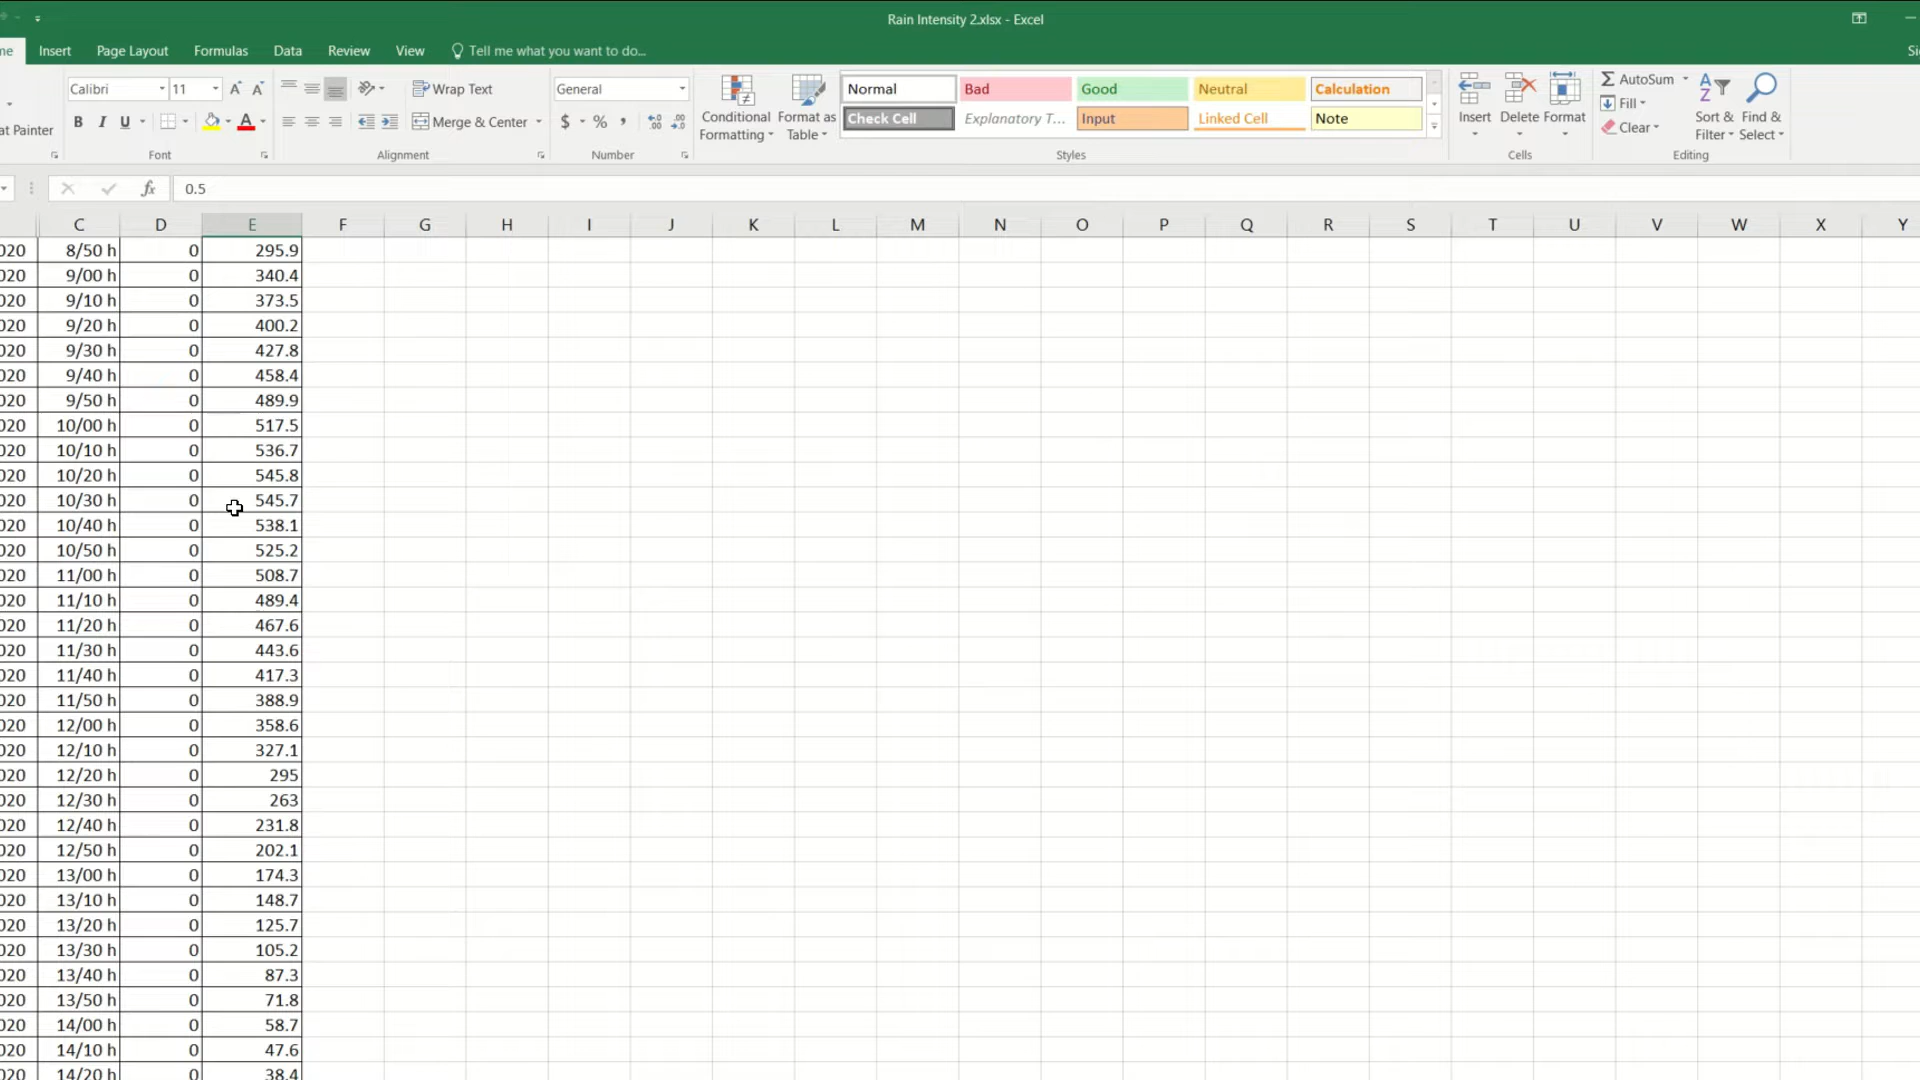 Rain Intensity 2.xlsx - Excel
me Insert Page Layout Formulas Data Review View Tell me what you want to do...
Calibri 11 Wrap Text General Normal Bad Good Neutral Calculation AutoSum
Fill
at Painter B I U A Merge & Center $ % , Conditional Formatting Format as Table Check Cell Explanatory T... Input Linked Cell Note Insert Delete Format Clear Sort & Filter Find & Select
Font Alignment Number Styles Cells Editing
fx 0.5
C D E F G H I J K L M N O P Q R S T U V W X Y
020 8/50 h 0 295.9
020 9/00 h 0 340.4
020 9/10 h 0 373.5
020 9/20 h 0 400.2
020 9/30 h 0 427.8
020 9/40 h 0 458.4
020 9/50 h 0 489.9
020 10/00 h 0 517.5
020 10/10 h 0 536.7
020 10/20 h 0 545.8
020 10/30 h 0 545.7
020 10/40 h 0 538.1
020 10/50 h 0 525.2
020 11/00 h 0 508.7
020 11/10 h 0 489.4
020 11/20 h 0 467.6
020 11/30 h 0 443.6
020 11/40 h 0 417.3
020 11/50 h 0 388.9
020 12/00 h 0 358.6
020 12/10 h 0 327.1
020 12/20 h 0 295
020 12/30 h 0 263
020 12/40 h 0 231.8
020 12/50 h 0 202.1
020 13/00 h 0 174.3
020 13/10 h 0 148.7
020 13/20 h 0 125.7
020 13/30 h 0 105.2
020 13/40 h 0 87.3
020 13/50 h 0 71.8
020 14/00 h 0 58.7
020 14/10 h 0 47.6
020 14/20 h 0 38.4